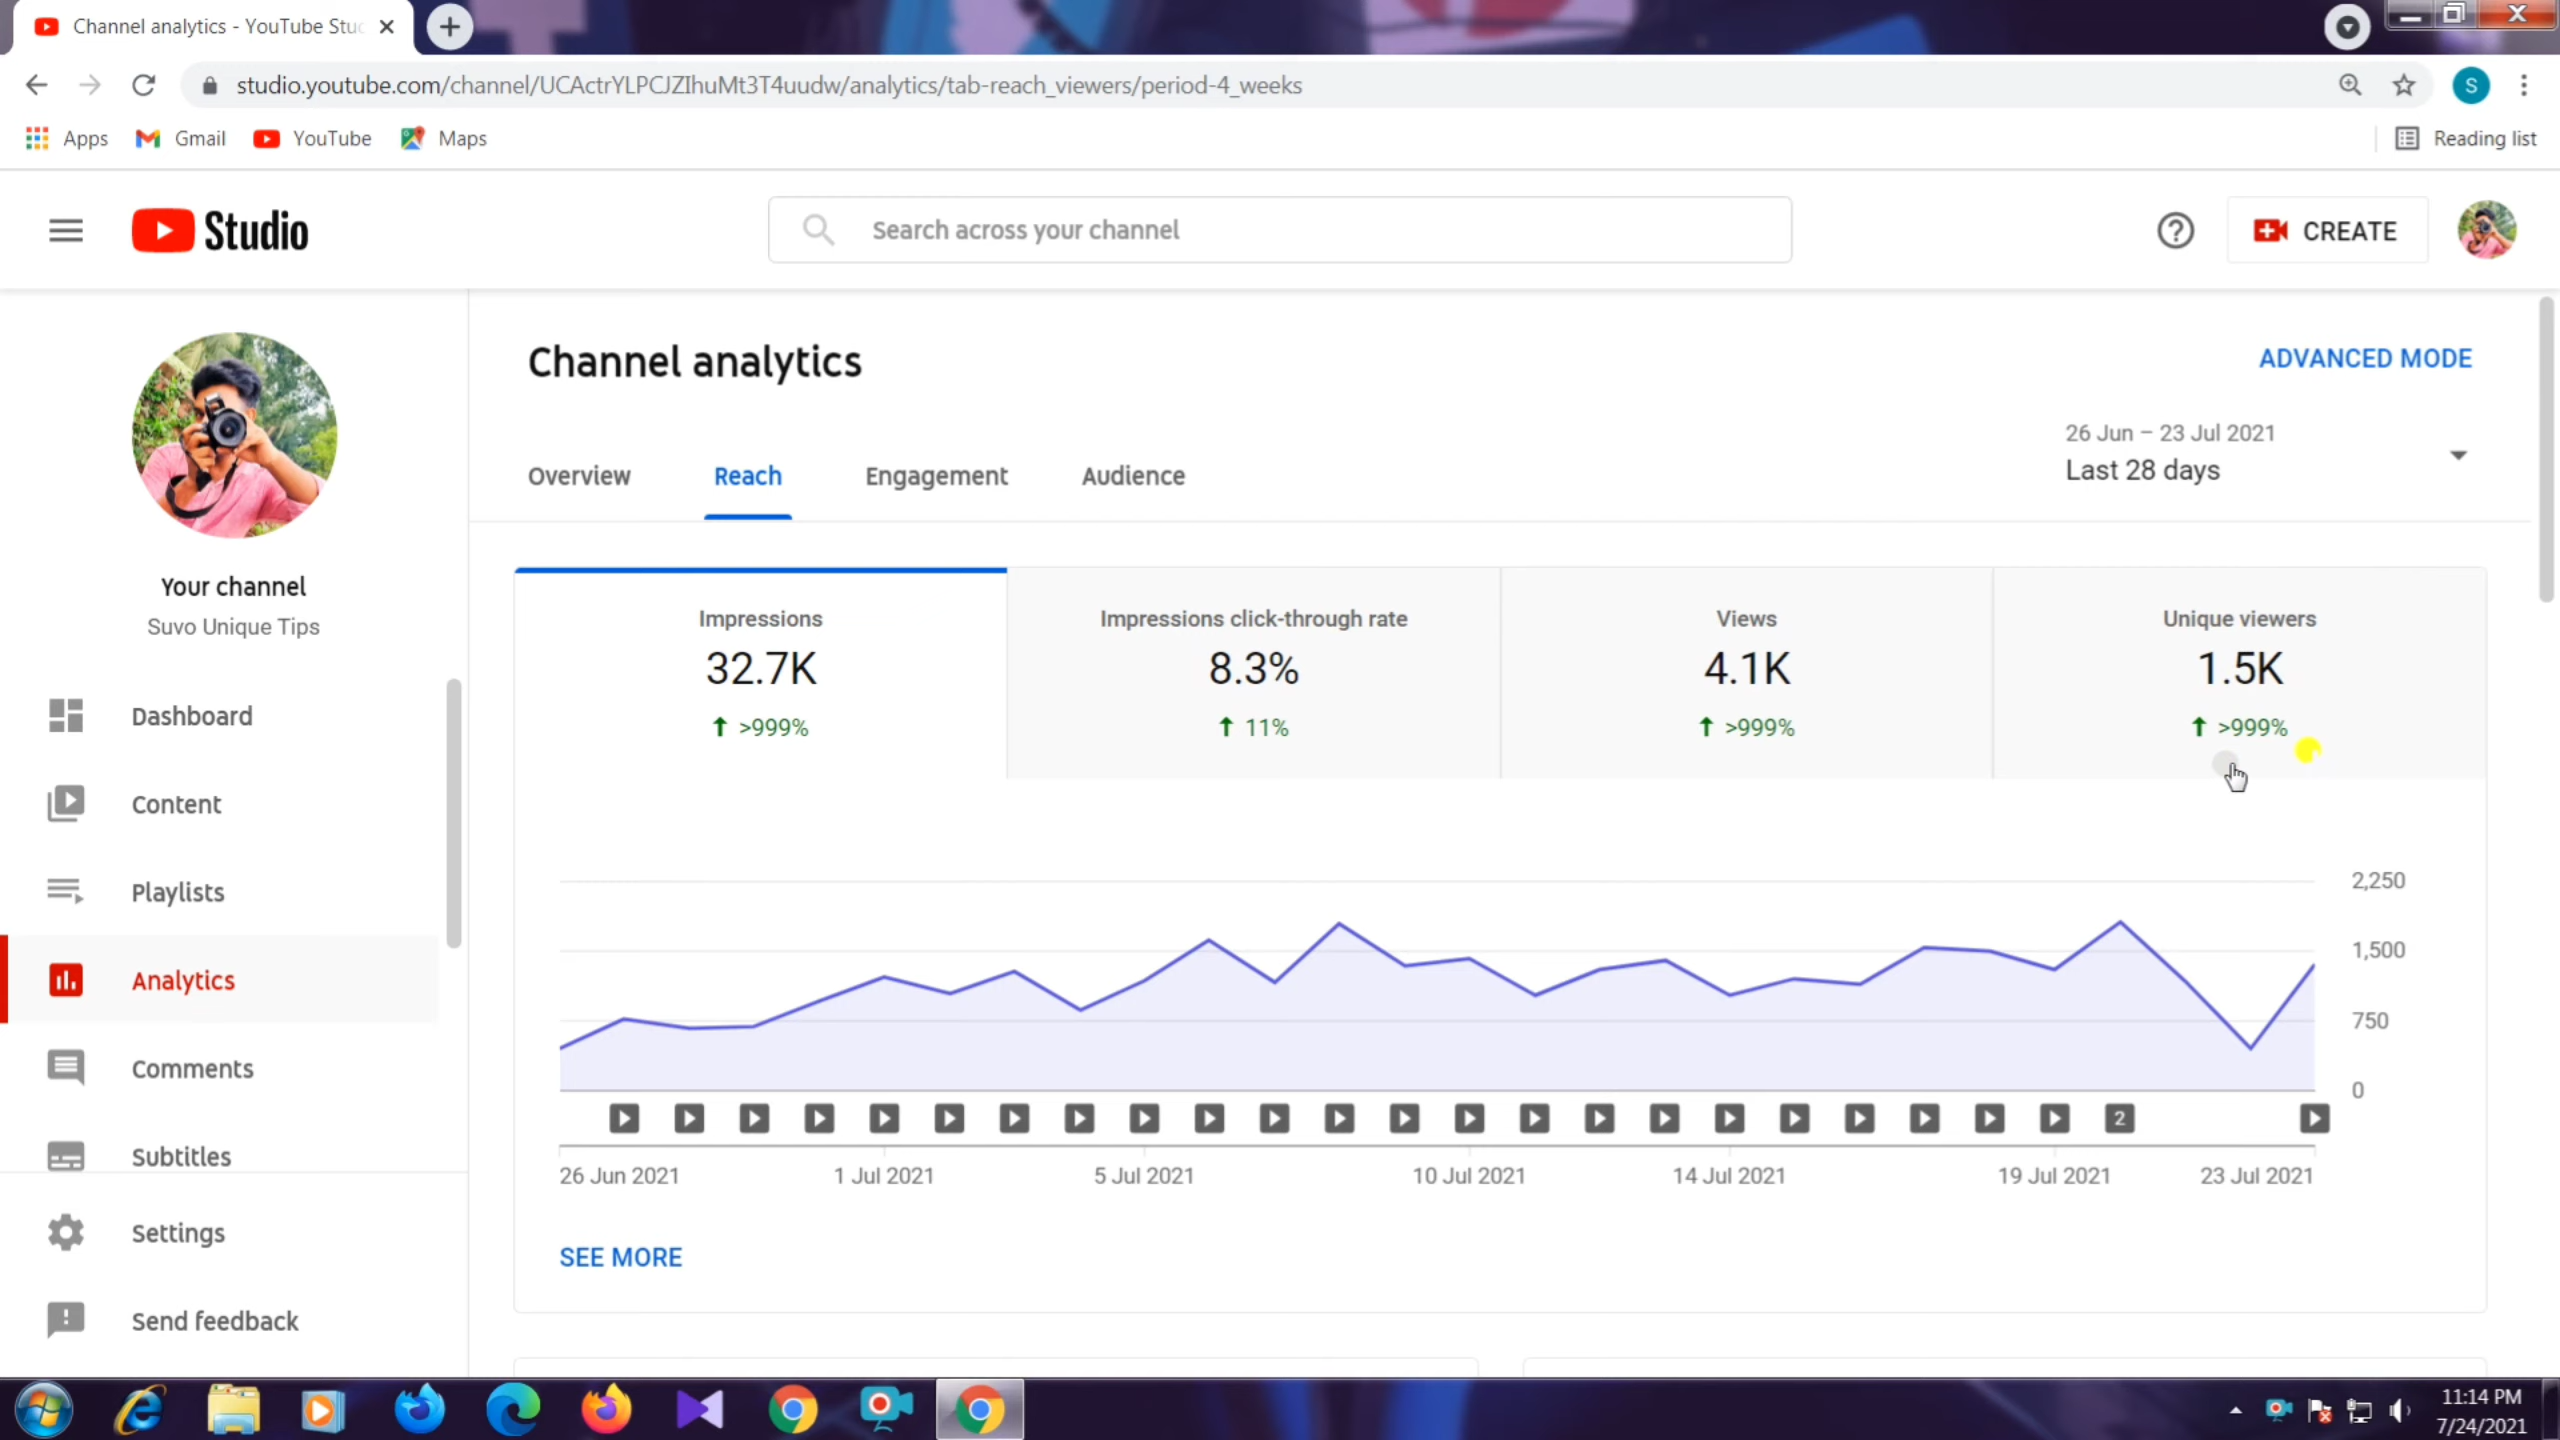 Channel analytics - YouTube Stud
studio.youtube.com/channel/UCActrYLPCJZIhuMt3T4uudw/analytics/tab-reach_viewers/period-4_weeks
S
Apps
Gmail
YouTube
Maps
Reading list
Studio
Search across your channel
CREATE
Your channel
Suvo Unique Tips
Dashboard
Content
Playlists
Analytics
Comments
Subtitles
Settings
Send feedback
Channel analytics
ADVANCED MODE
Overview
Reach
Engagement
Audience
26 Jun – 23 Jul 2021
Last 28 days
Impressions
32.7K
>999%
Impressions click-through rate
8.3%
11%
Views
4.1K
>999%
Unique viewers
1.5K
>999%
2,250
1,500
750
0
2
26 Jun 2021
1 Jul 2021
5 Jul 2021
10 Jul 2021
14 Jul 2021
19 Jul 2021
23 Jul 2021
SEE MORE
11:14 PM
7/24/2021